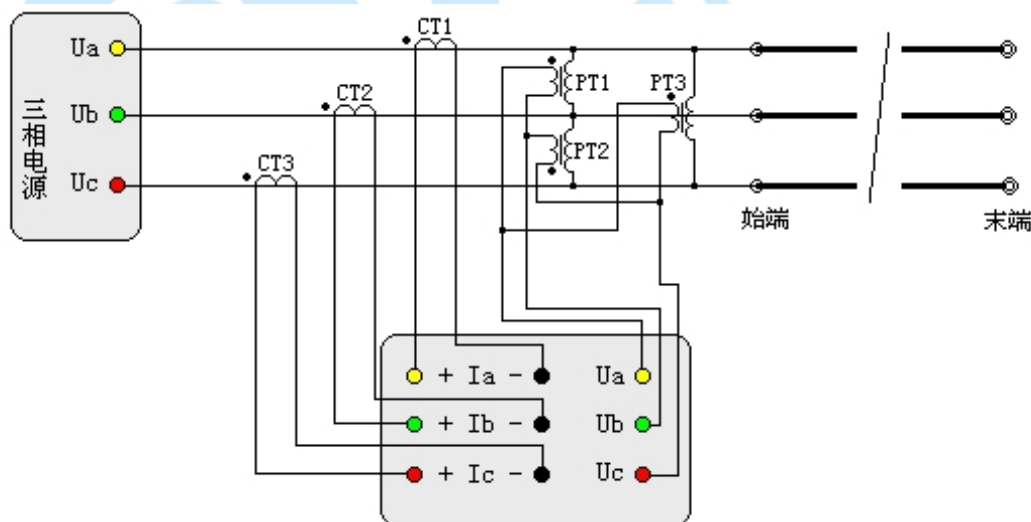 三相电源
Ua
Ub
Uc
CT1
CT2
CT3
PT1
PT2
PT3
始端
末端
+ Ia -
+ Ib -
+ Ic -
Ua
Ub
Uc